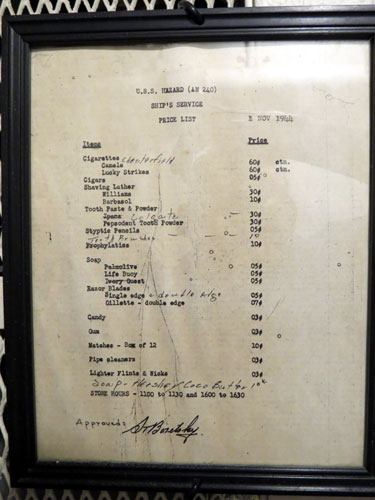 U.S.S. HAZARD (AM 240)
SHIP'S SERVICE
PRICE LIST 2 NOV 1944
Items Price
Cigarettes Chesterfield
Camels 60¢ ctn.
Lucky Strikes 60¢ ctn.
Cigars 05¢
Shaving Lather
Williams 30¢
Barbasol 10¢
Tooth Paste & Powder
Ipana Colgate - 30¢
Pepsodent Tooth Powder 30¢
Styptic Pencils 05¢
Tooth Brushes
Prophylatics 10¢
Soap
Palmolive 05¢
Life Buoy 05¢
Ivory Guest 05¢
Razor Blades
Single edge & double edge 05¢
Gillette - double edge 07¢
Candy 03¢
Gum 03¢
Matches - Box of 12 10¢
Pipe cleaners 03¢
Lighter Flints & Wicks 03¢
Soap - Hershey Coco Butter 10¢
STORE HOURS - 1100 to 1130 and 1600 to 1630
Approved: